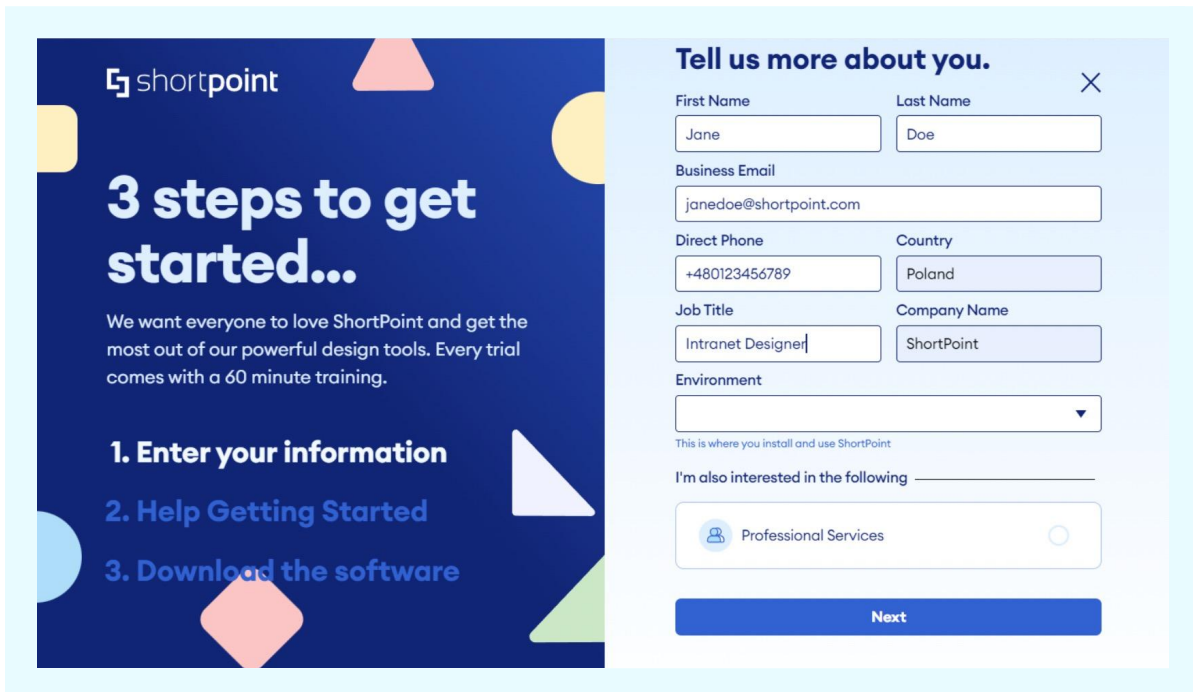 shortpoint
3 steps to get
started...
We want everyone to love ShortPoint and get the
most out of our powerful design tools. Every trial
comes with a 60 minute training.
1. Enter your information
2. Help Getting Started
3. Download the software
Tell us more about you.
First Name
Last Name
Jane
Doe
Business Email
janedoe@shortpoint.com
Direct Phone
Country
+480123456789
Poland
Job Title
Company Name
Intranet Designer
ShortPoint
Environment
This is where you install and use ShortPoint
I'm also interested in the following
Professional Services
Next